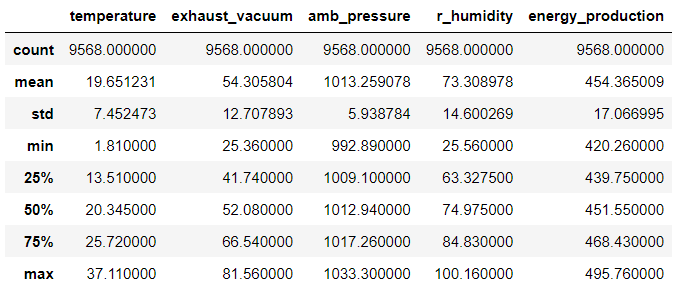 temperature exhaust_vacuum amb_pressure r_humidity energy_production
count 9568.000000 9568.000000 9568.000000 9568.000000 9568.000000
mean 19.651231 54.305804 1013.259078 73.308978 454.365009
std 7.452473 12.707893 5.938784 14.600269 17.066995
min 1.810000 25.360000 992.890000 25.560000 420.260000
25% 13.510000 41.740000 1009.100000 63.327500 439.750000
50% 20.345000 52.080000 1012.940000 74.975000 451.550000
75% 25.720000 66.540000 1017.260000 84.830000 468.430000
max 37.110000 81.560000 1033.300000 100.160000 495.760000